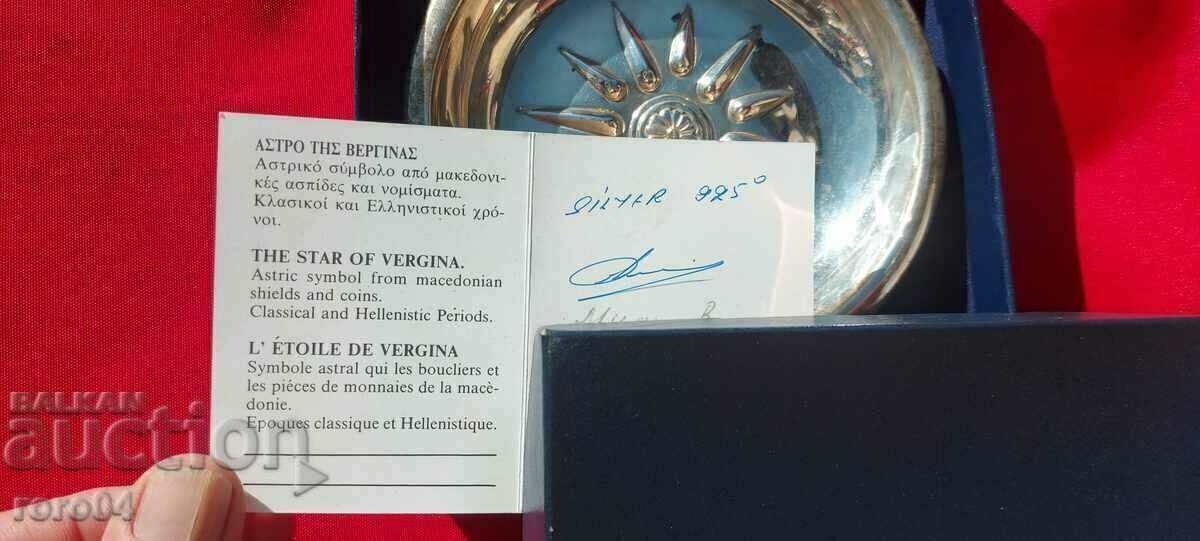 ΑΣΤΡΟ ΤΗΣ ΒΕΡΓΙΝΑΣ
Αστρικό σύμβολο από μακεδονι-
κές ασπίδες και νομίσματα.
Κλασικοί και Ελληνιστικοί χρό-
νοι.
THE STAR OF VERGINA.
Astric symbol from macedonian
shields and coins.
Classical and Hellenistic Periods.
L' ÉTOILE DE VERGINA
Symbole astral qui les boucliers et
les piéces de monnaies de la macè-
donie.
Epoques classique et Hellenistique.
SILVER 925°
BALKAN
auction
roro04